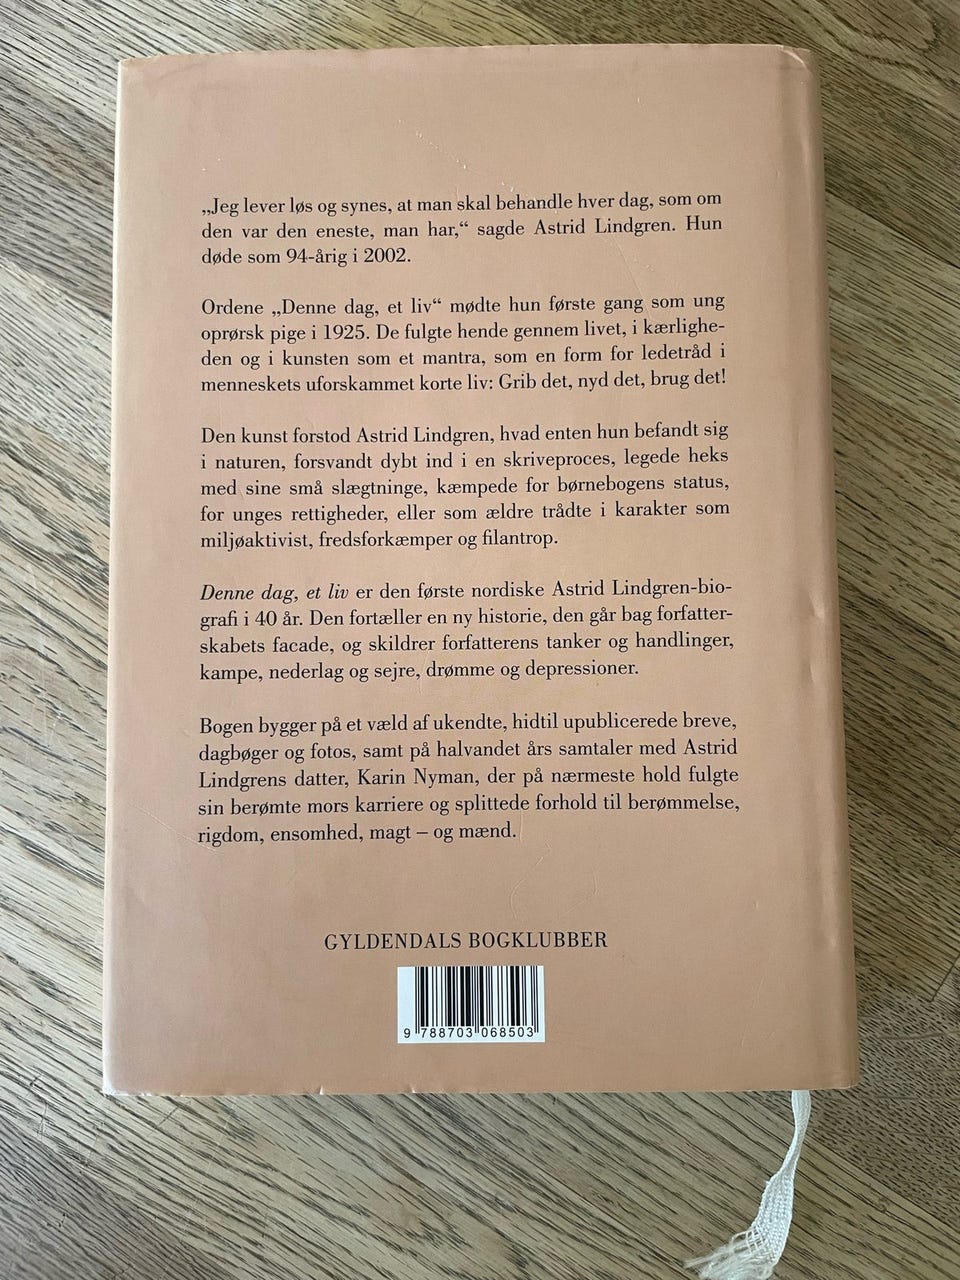 „Jeg lever løs og synes, at man skal behandle hver dag, som om
den var den eneste, man har,“ sagde Astrid Lindgren. Hun
døde som 94-årig i 2002.
Ordene „Denne dag, et liv“ mødte hun første gang som ung
oprørsk pige i 1925. De fulgte hende gennem livet, i kærlighe-
den og i kunsten som et mantra, som en form for ledetråd i
menneskets uforskammet korte liv: Grib det, nyd det, brug det!
Den kunst forstod Astrid Lindgren, hvad enten hun befandt sig
i naturen, forsvandt dybt ind i en skriveproces, legede heks
med sine små slægtninge, kæmpede for børnebogens status,
for unges rettigheder, eller som ældre trådte i karakter som
miljøaktivist, fredsforkæmper og filantrop.
Denne dag, et liv er den første nordiske Astrid Lindgren-bio-
grafi i 40 år. Den fortæller en ny historie, den går bag forfatter-
skabets facade, og skildrer forfatterens tanker og handlinger,
kampe, nederlag og sejre, drømme og depressioner.
Bogen bygger på et væld af ukendte, hidtil upublicerede breve,
dagbøger og fotos, samt på halvandet års samtaler med Astrid
Lindgrens datter, Karin Nyman, der på nærmeste hold fulgte
sin berømte mors karriere og splittede forhold til berømmelse,
rigdom, ensomhed, magt – og mænd.
GYLDENDALS BOGKLUBBER
9 788703 068503